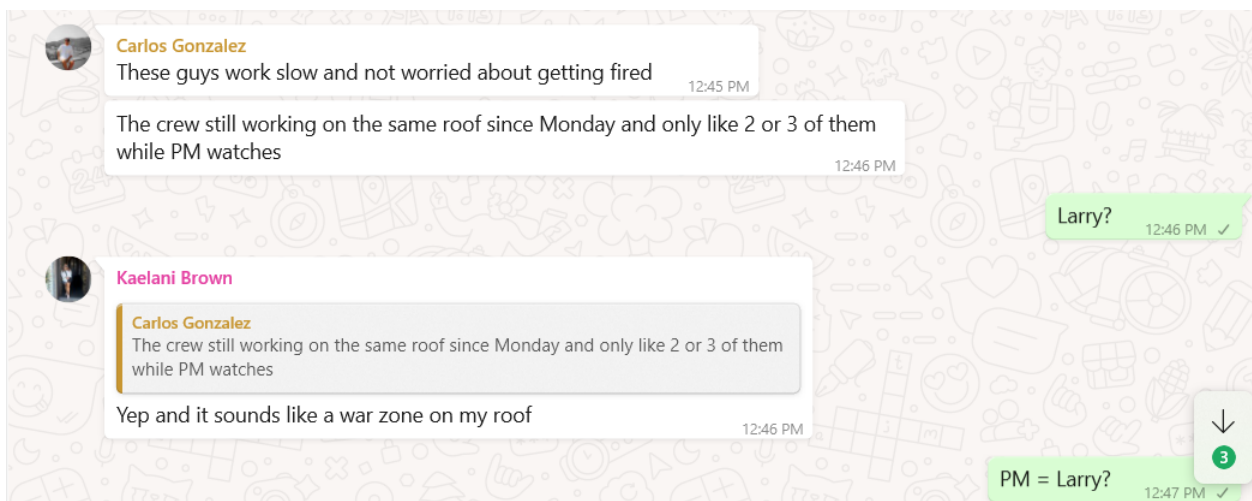 Carlos Gonzalez
These guys work slow and not worried about getting fired
12:45 PM
The crew still working on the same roof since Monday and only like 2 or 3 of them
while PM watches
12:46 PM
Larry?
12:46 PM
Kaelani Brown
Carlos Gonzalez
The crew still working on the same roof since Monday and only like 2 or 3 of them
while PM watches
Yep and it sounds like a war zone on my roof
12:46 PM
3
PM = Larry?
12:47 PM